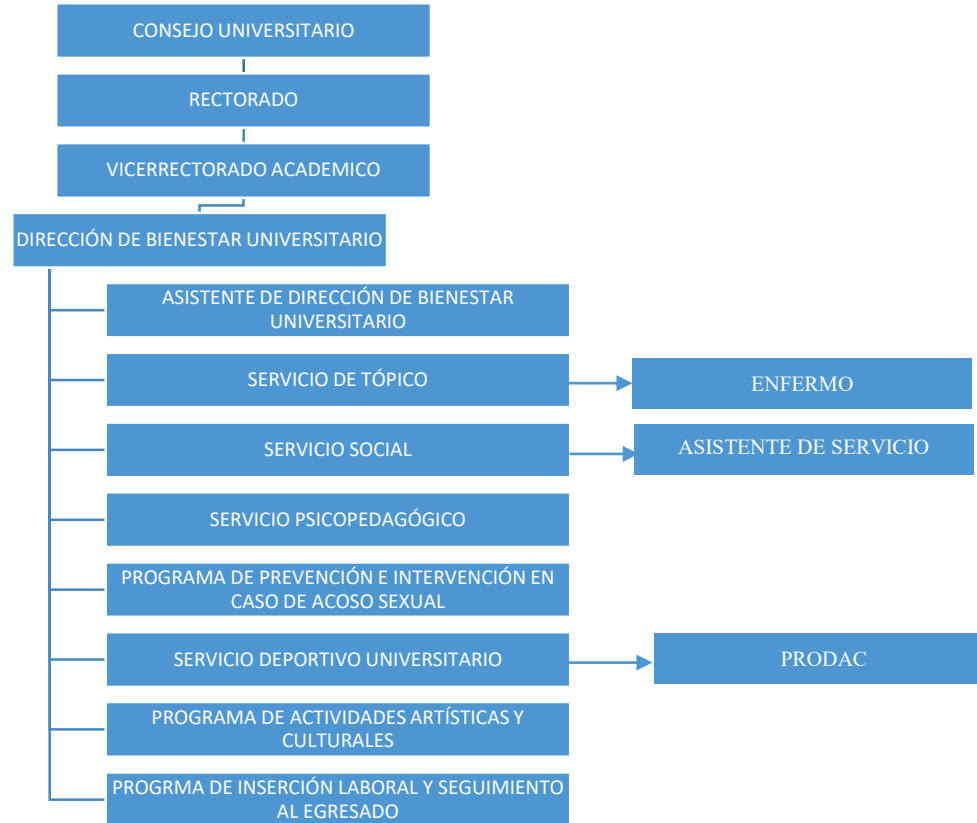 CONSEJO UNIVERSITARIO
RECTORADO
VICERRECTORADO ACADEMICO
DIRECCIÓN DE BIENESTAR UNIVERSITARIO
ASISTENTE DE DIRECCIÓN DE BIENESTAR
UNIVERSITARIO
SERVICIO DE TÓPICO
ENFERMO
SERVICIO SOCIAL
ASISTENTE DE SERVICIO
SERVICIO PSICOPEDAGÓGICO
PROGRAMA DE PREVENCIÓN E INTERVENCIÓN EN
CASO DE ACOSO SEXUAL
SERVICIO DEPORTIVO UNIVERSITARIO
PRODAC
PROGRAMA DE ACTIVIDADES ARTÍSTICAS Y
CULTURALES
PROGRMA DE INSERCIÓN LABORAL Y SEGUIMIENTO
AL EGRESADO